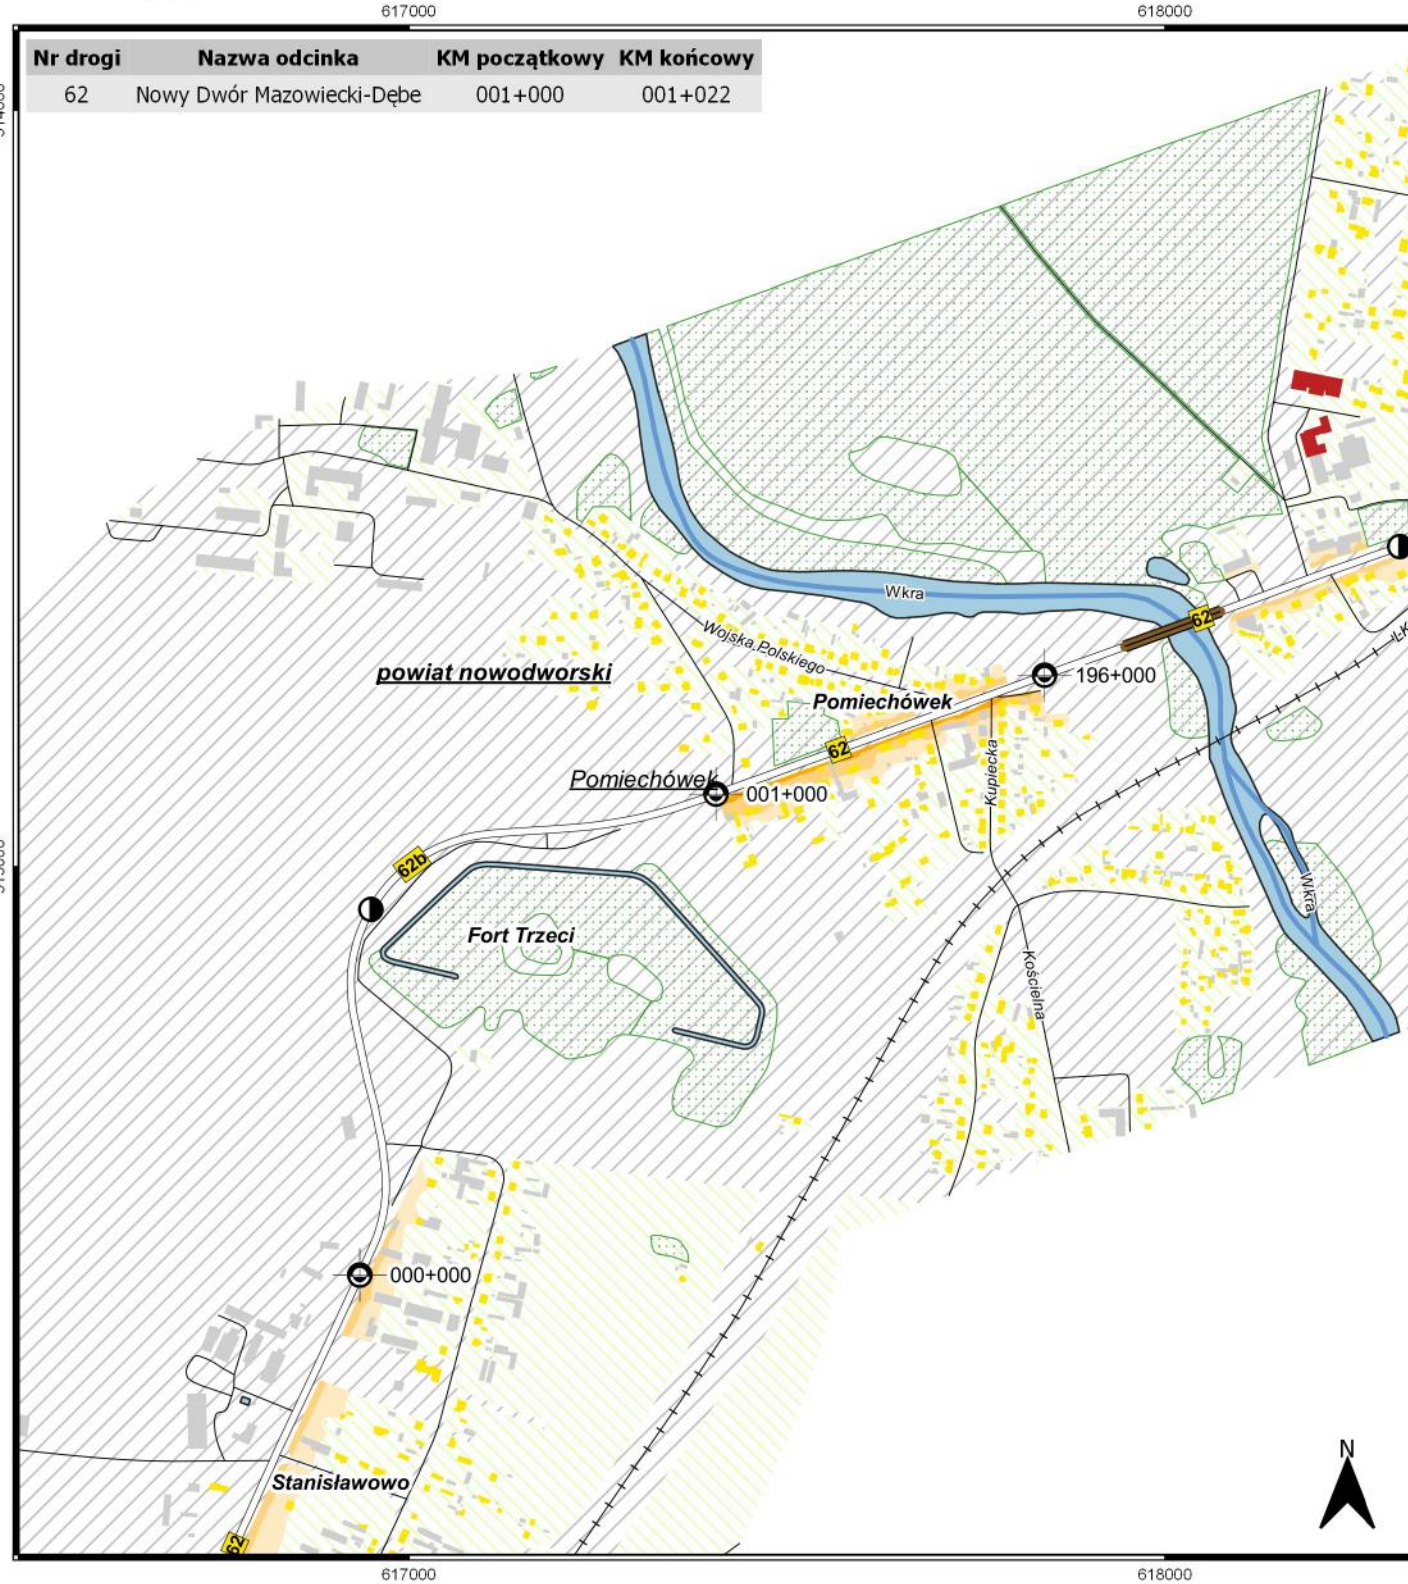 617000 618000
Nr drogi Nazwa odcinka KM początkowy KM końcowy
62 Nowy Dwór Mazowiecki-Dębe 001+000 001+022
Wkra
62
Wojska Polskiego
powiat nowodworski
196+000
Pomiechówek
62
Kupiecka
Pomiechówek
001+000
62b
Wkra
Fort Trzeci
Kościelna
000+000
N
Stanisławowo
62
617000 618000